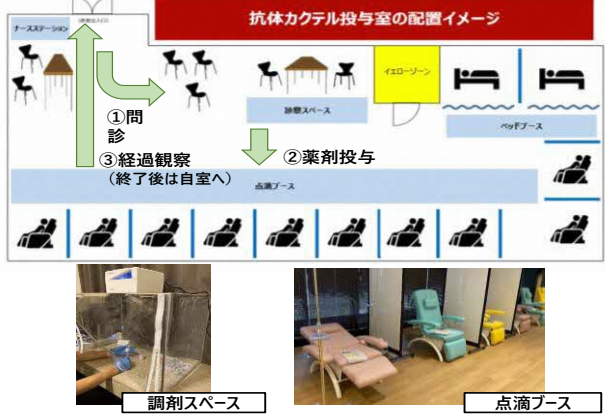 抗体カクテル投与室の配置イメージ
ナースステーション
イエローゾーン
①問
診
診察スペース
ベッドブース
③経過観察
(終了後は自室へ)
②薬剤投与
点滴ブース
調剤スペース
点滴ブース